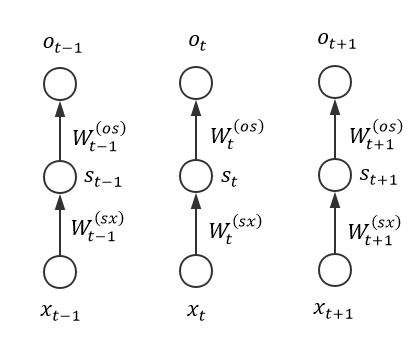 o_{t-1} o_t o_{t+1}
W_{t-1}^{(os)} W_t^{(os)} W_{t+1}^{(os)}
s_{t-1} s_t s_{t+1}
W_{t-1}^{(sx)} W_t^{(sx)} W_{t+1}^{(sx)}
x_{t-1} x_t x_{t+1}